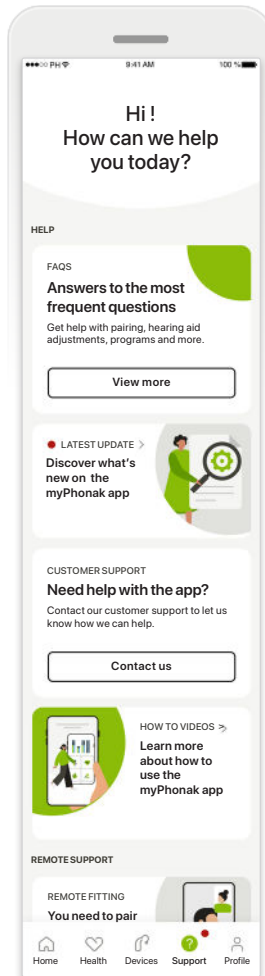 PH
9:41 AM
100 %
Hi !
How can we help
you today?
HELP
FAQS
Answers to the most
frequent questions
Get help with pairing, hearing aid
adjustments, programs and more.
View more
LATEST UPDATE >
Discover what's
new on the
myPhonak app
CUSTOMER SUPPORT
Need help with the app?
Contact our customer support to let us
know how we can help.
Contact us
HOW TO VIDEOS >
Learn more
about how to
use the
myPhonak app
REMOTE SUPPORT
REMOTE FITTING
You need to pair
?
Home Health Devices Support Profile